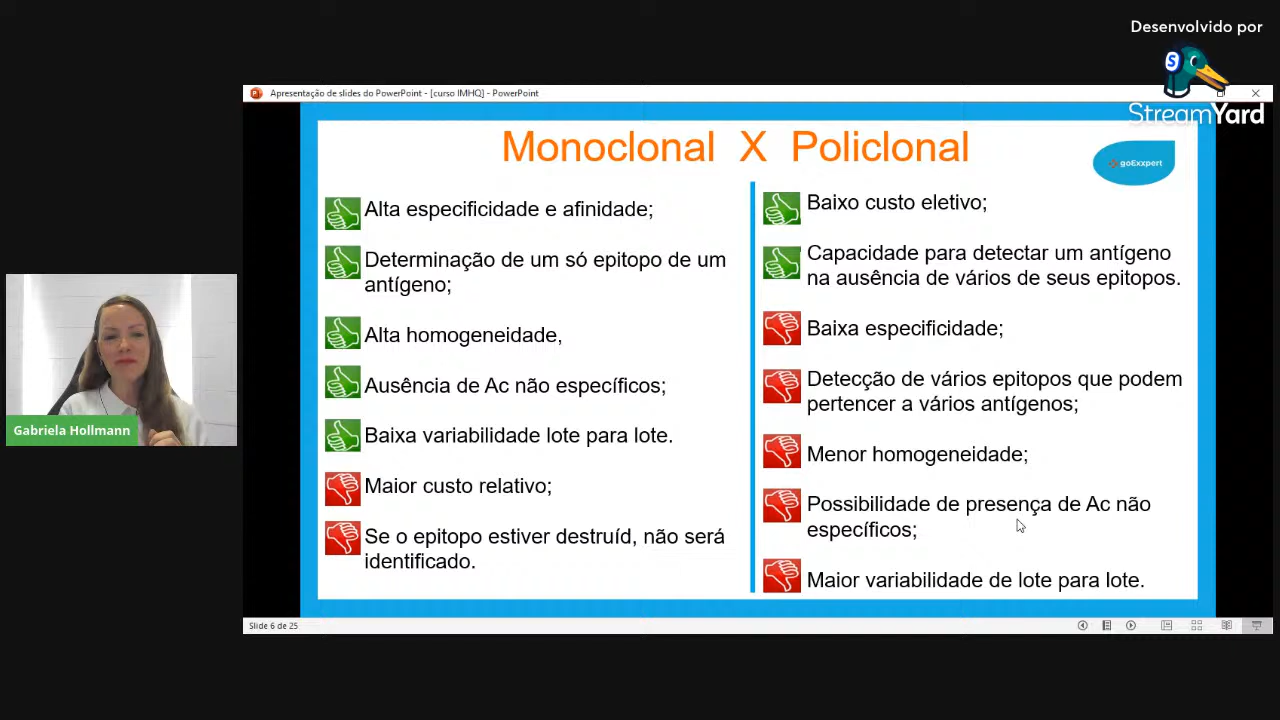 Desenvolvido por
StreamYard
Apresentação de slides do PowerPoint - [curso IMHQ] - PowerPoint
Monoclonal X Policlonal
goExxpert
Alta especificidade e afinidade;
Determinação de um só epitopo de um
antígeno;
Alta homogeneidade,
Ausência de Ac não específicos;
Baixa variabilidade lote para lote.
Maior custo relativo;
Se o epitopo estiver destruíd, não será
identificado.
Baixo custo eletivo;
Capacidade para detectar um antígeno
na ausência de vários de seus epitopos.
Baixa especificidade;
Detecção de vários epitopos que podem
pertencer a vários antígenos;
Menor homogeneidade;
Possibilidade de presença de Ac não
específicos;
Maior variabilidade de lote para lote.
Gabriela Hollmann
Slide 6 de 25